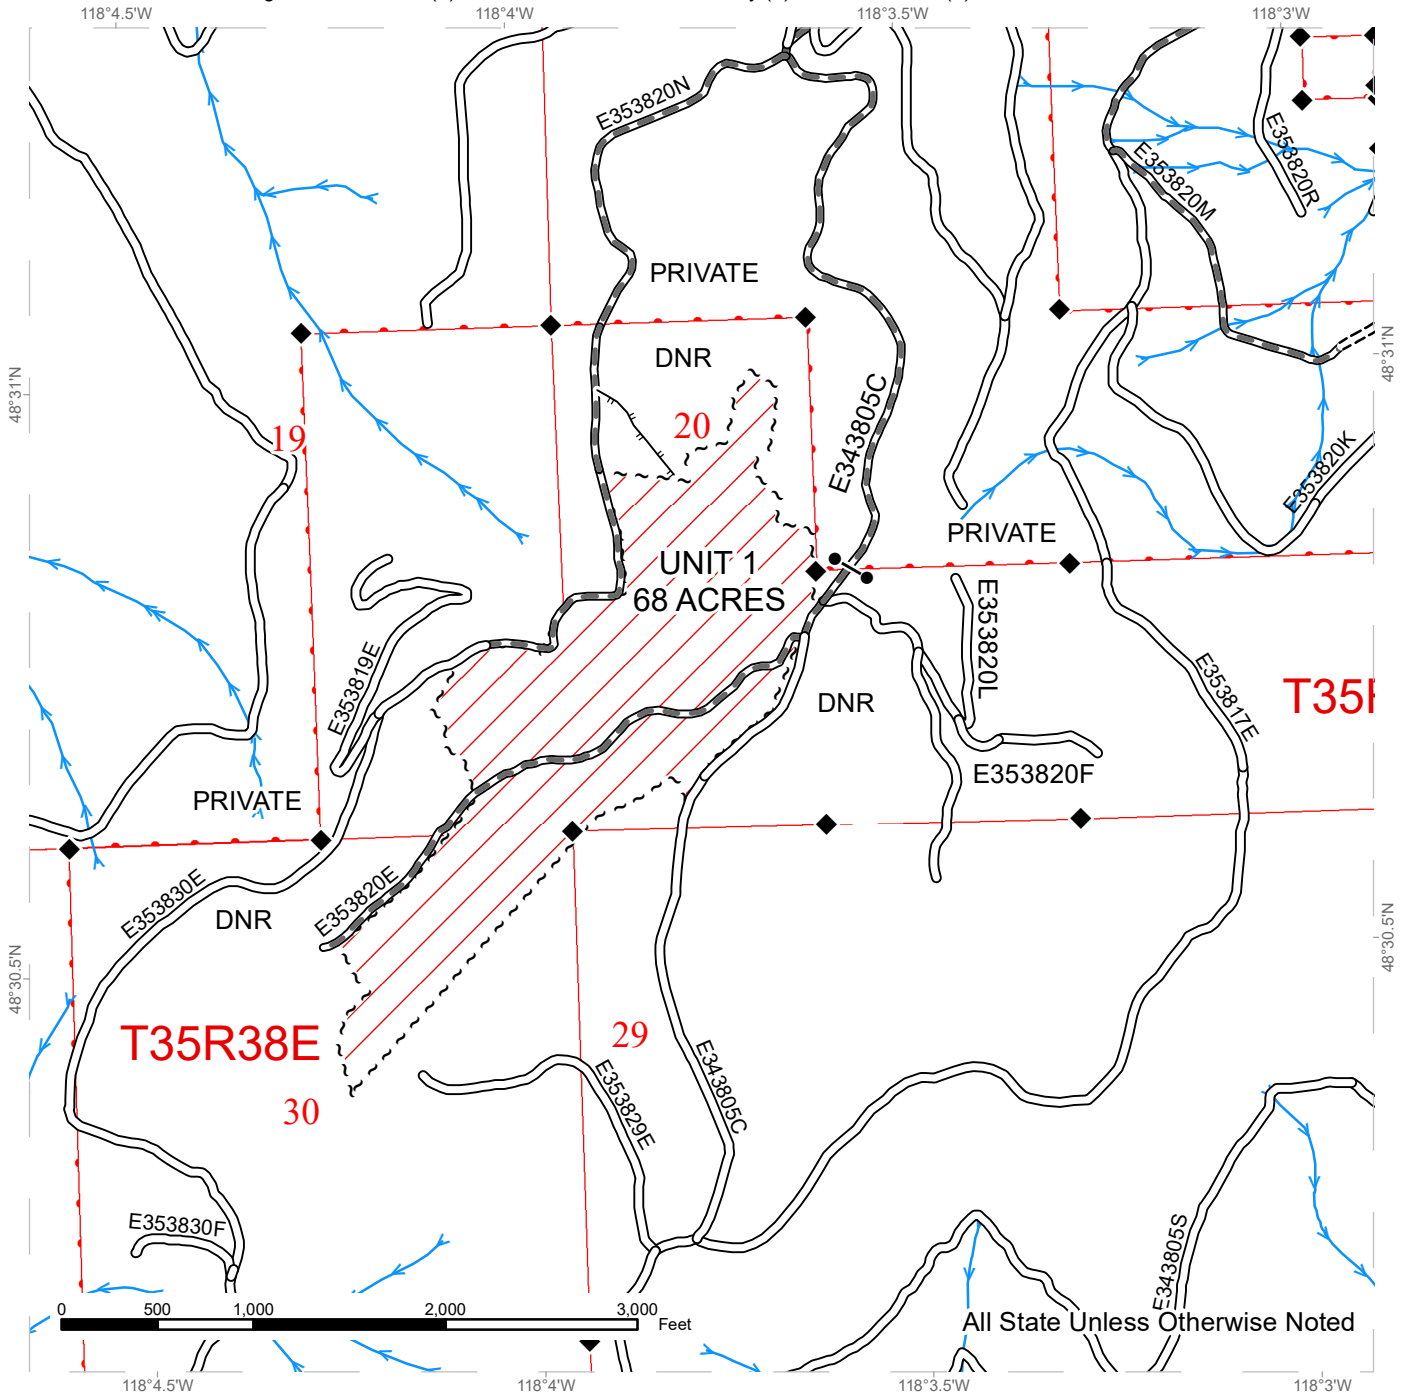 118°4.5'W
118°4'W
118°3.5'W
118°3'W
E353820N
E353820R
E353820M
PRIVATE
DNR
48°31'N
48°31'N
E343805C
20
19
E353820K
PRIVATE
UNIT 1
68 ACRES
E353820L
E353819E
E353817E
DNR
T35R
E353820F
PRIVATE
E353830E
E353820E
DNR
48°30.5'N
48°30.5'N
T35R38E
29
E343805C
E353829E
30
E353830F
E343805S
0
500
1,000
2,000
3,000
Feet
All State Unless Otherwise Noted
118°4.5'W
118°4'W
118°3.5'W
118°3'W